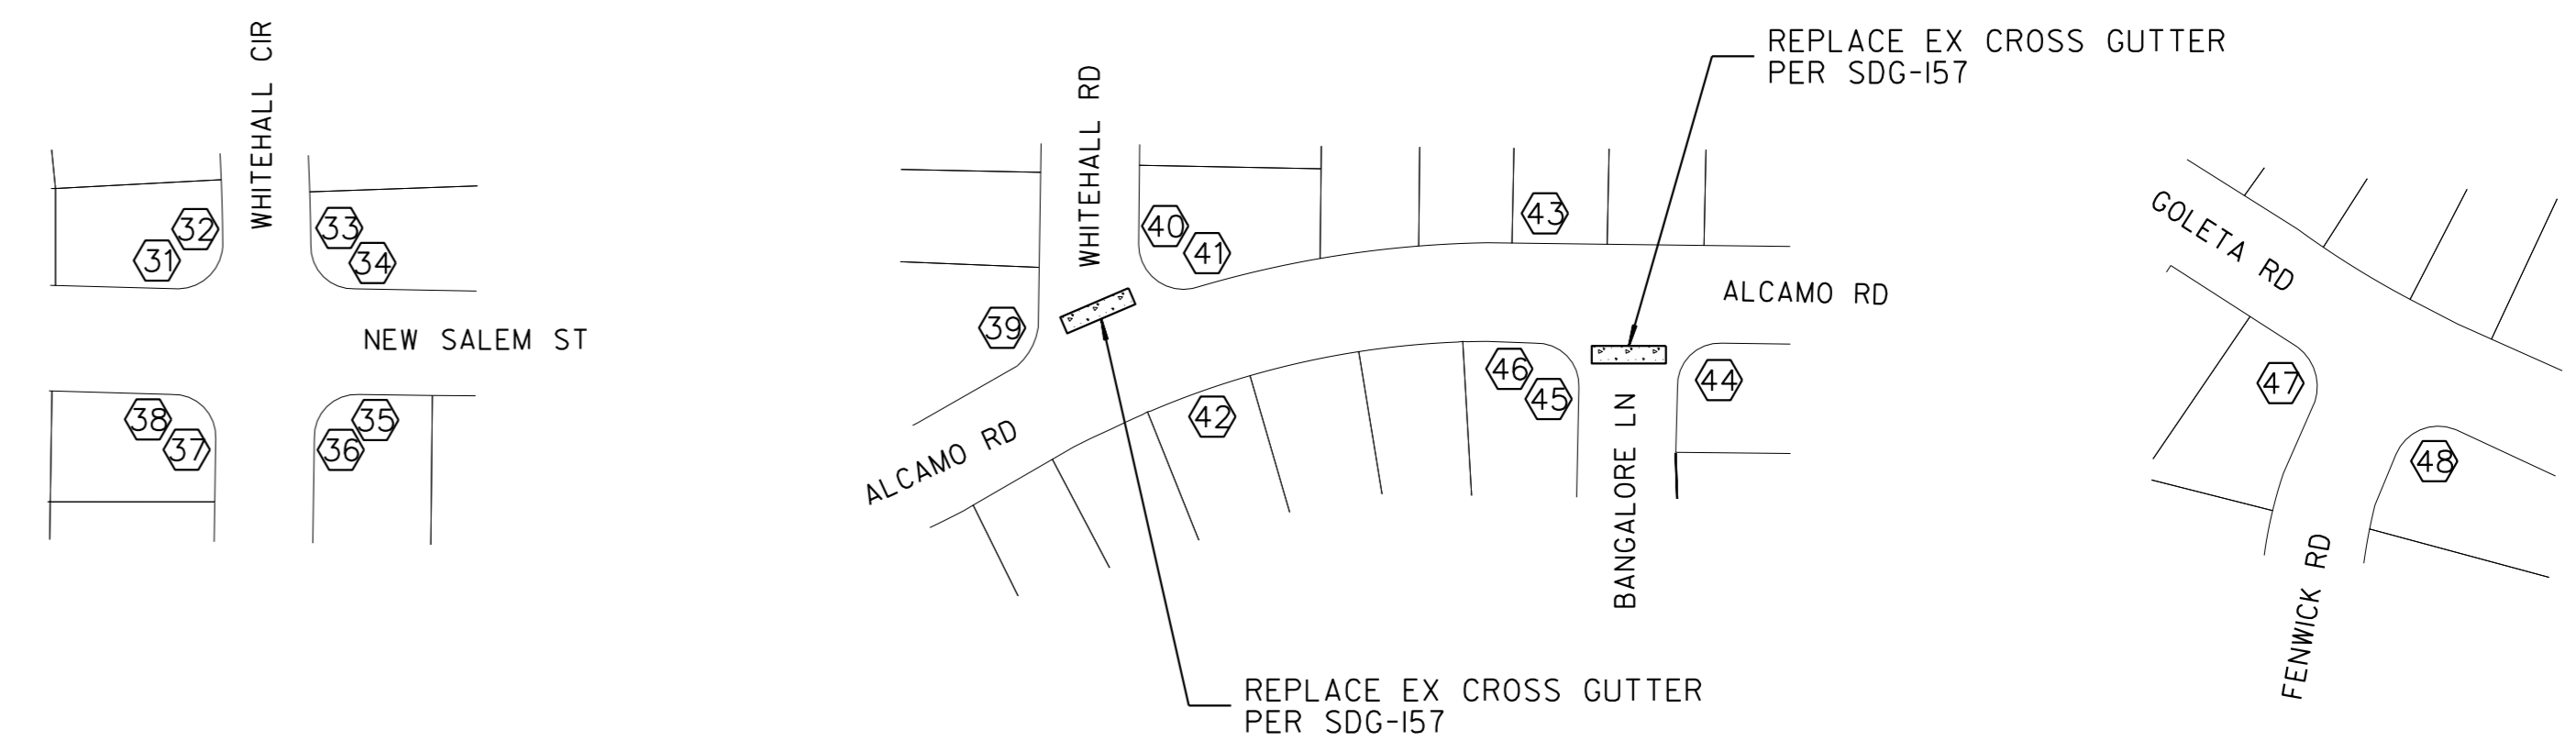 WHITEHALL CIR
32
31
33
34
NEW SALEM ST
38
37
35
36
WHITEHALL RD
REPLACE EX CROSS GUTTER
PER SDG-157
40
41
43
39
ALCAMO RD
46
45
44
42
ALCAMO RD
BANGALORE LN
REPLACE EX CROSS GUTTER
PER SDG-157
GOLETA RD
47
48
FENWICK RD